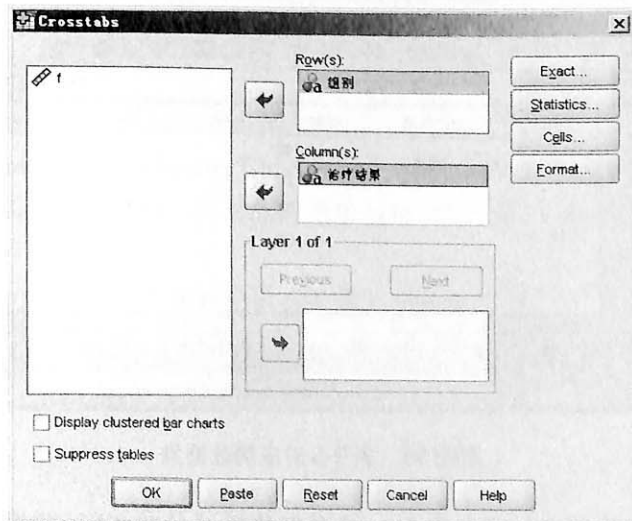 Crosstabs
f
Row(s):
组别
Column(s):
治疗结果
Layer 1 of 1
Previous
Next
Exact...
Statistics...
Cells...
Format...
Display clustered bar charts
Suppress tables
OK
Paste
Reset
Cancel
Help